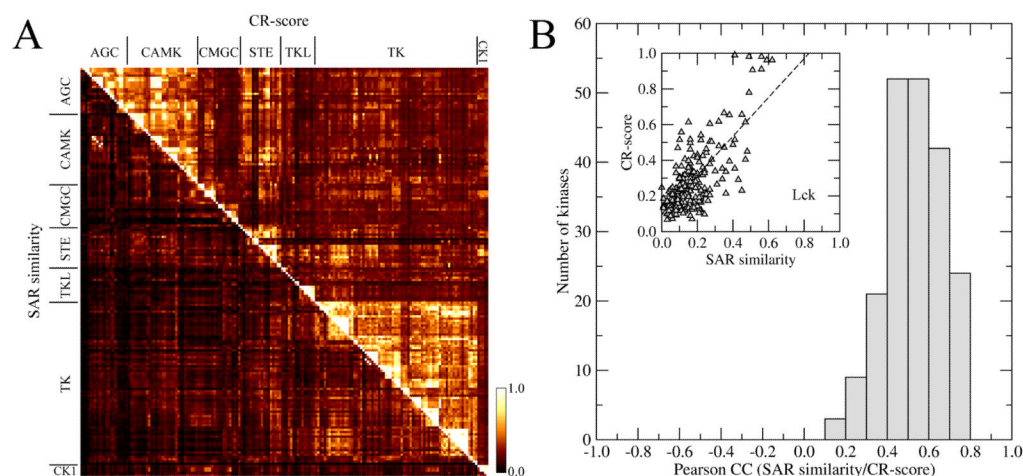 A
CR-score
AGC CAMK CMGC STE TKL TK CK1
AGC
CAMK
CMGC
STE
TKL
TK
CK1
SAR similarity
1.0
0.0
B
60
50
40
30
20
10
0
Number of kinases
-1.0 -0.8 -0.6 -0.4 -0.2 0.0 0.2 0.4 0.6 0.8 1.0
Pearson CC (SAR similarity/CR-score)
1.0
0.8
0.6
0.4
0.2
0.0
CR-score
Lck
0.0 0.2 0.4 0.6 0.8 1.0
SAR similarity